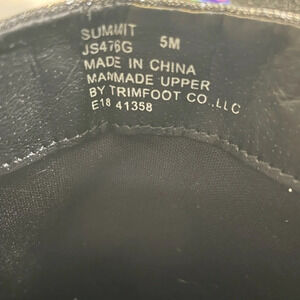 SUMMIT
JS476G 5M
MADE IN CHINA
MANMADE UPPER
BY TRIMFOOT CO.,LLC
E18 41358